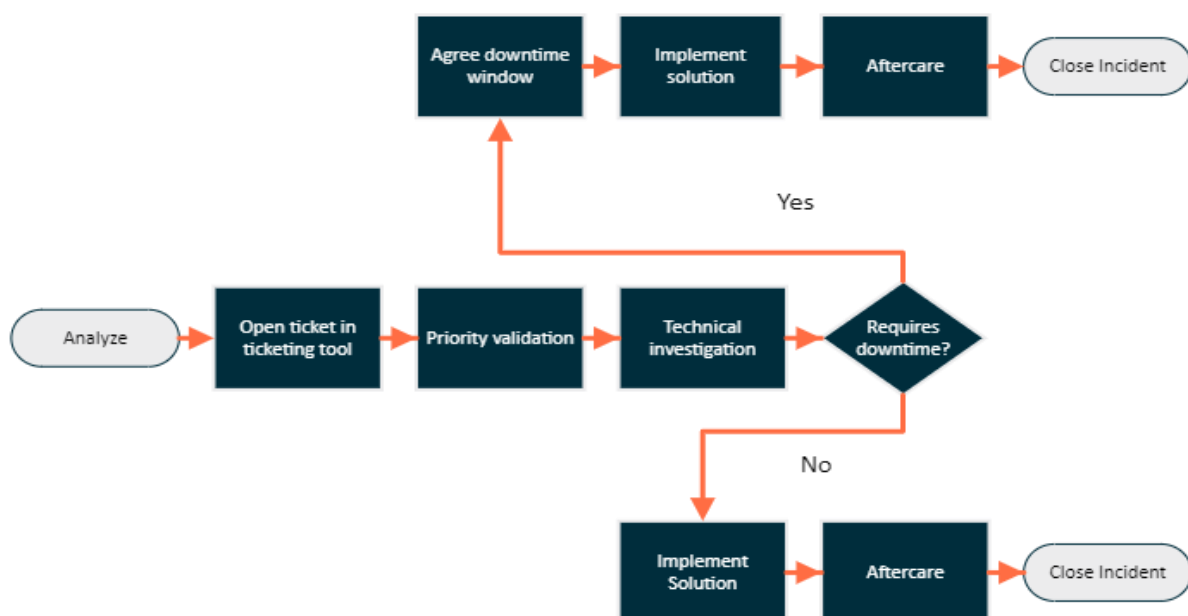 Agree downtime
window
Implement
solution
Aftercare
Close Incident
Yes
Analyze
Open ticket in
ticketing tool
Priority validation
Technical
investigation
Requires
downtime?
No
Implement
Solution
Aftercare
Close Incident